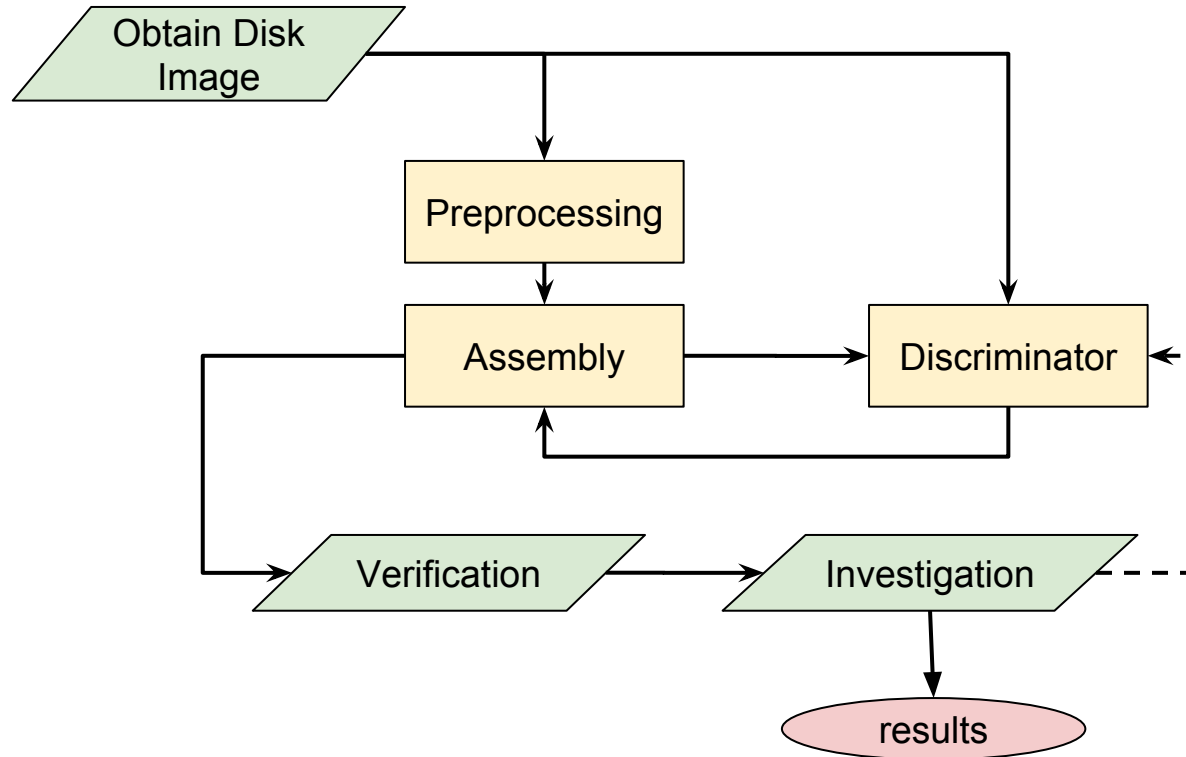 Obtain Disk
Image
Preprocessing
Assembly
Discriminator
Verification
Investigation
results